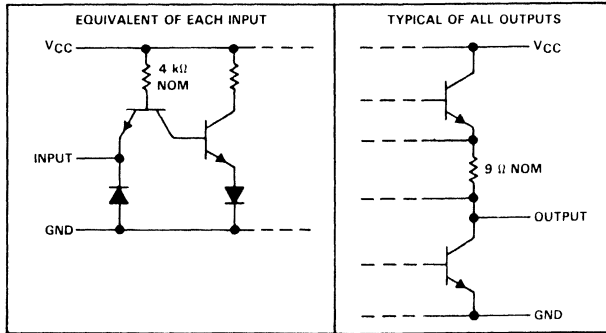 EQUIVALENT OF EACH INPUT
VCC
4 kΩ
NOM
INPUT
GND
TYPICAL OF ALL OUTPUTS
VCC
9 Ω NOM
OUTPUT
GND